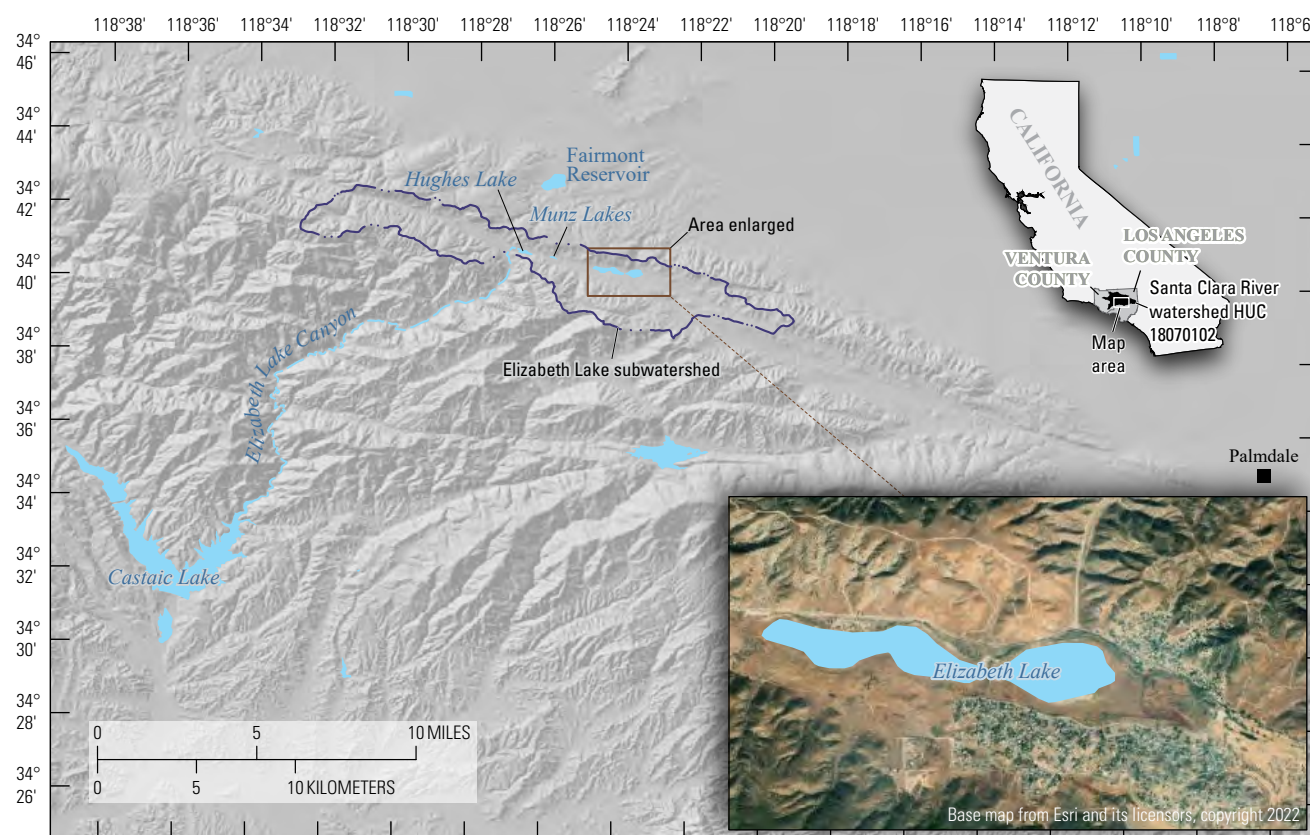 118°38' 118°36' 118°34' 118°32' 118°30' 118°28' 118°26' 118°24' 118°22' 118°20' 118°18' 118°16' 118°14' 118°12' 118°10' 118°8' 118°6'
34°
46'
34°
44'
34°
42'
34°
40'
34°
38'
34°
36'
34°
34'
34°
32'
34°
30'
34°
28'
34°
26'
Fairmont
Reservoir
Hughes Lake
Munz Lakes
Area enlarged
Elizabeth Lake subwatershed
Elizabeth Lake Canyon
Castaic Lake
CALIFORNIA
LOS ANGELES
COUNTY
VENTURA
COUNTY
Santa Clara River
watershed HUC
18070102
Map
area
Palmdale
Elizabeth Lake
0 5 10 MILES
0 5 10 KILOMETERS
Base map from Esri and its licensors, copyright 2022